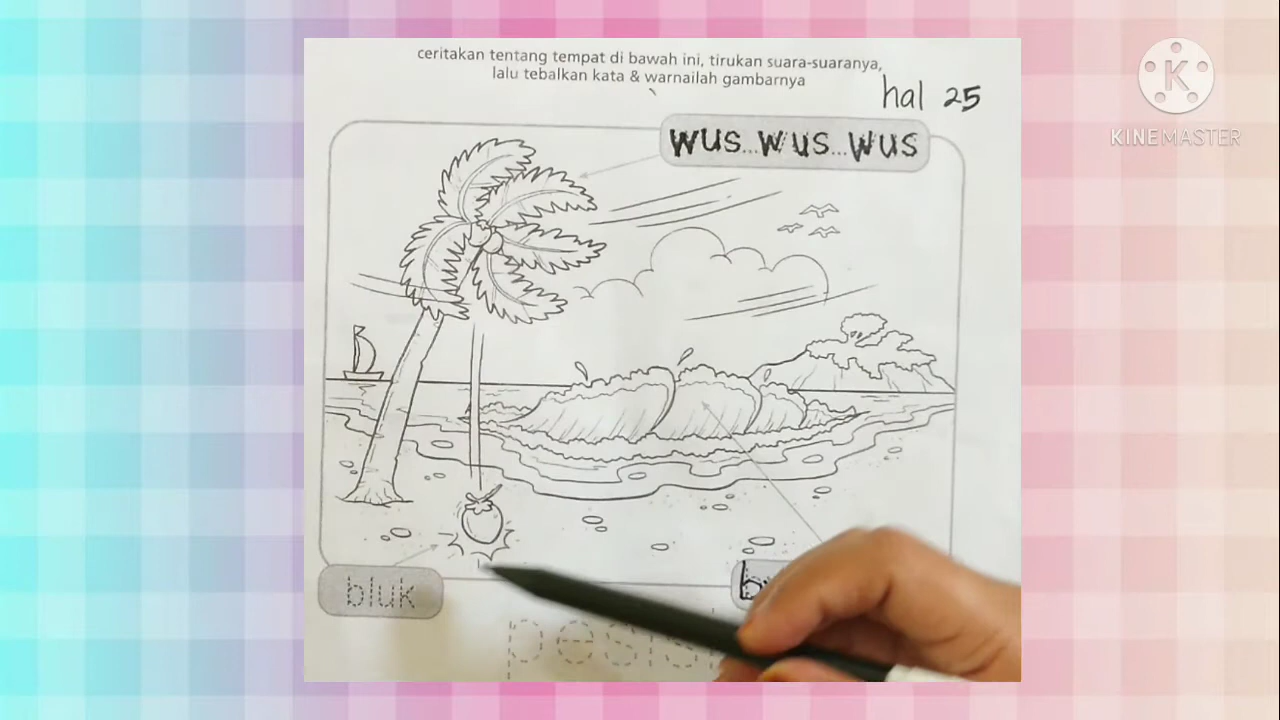 ceritakan tentang tempat di bawah ini, tirukan suara-suaranya,
lalu tebalkan kata & warnailah gambarnya
hal 25
wus...wus...wus
KINEMASTER
bluk